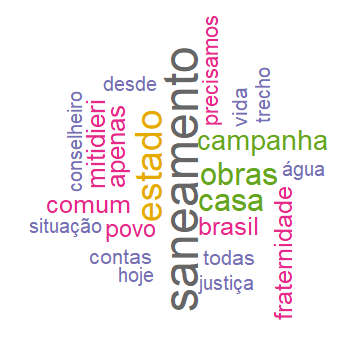 desde
precisamos
vida
trecho
conselheiro
mitidieri
apenas
estado
saneamento
campanha
obras
água
casa
comum
situação
povo
brasil
fraternidade
contas
hoje
todas
justiça